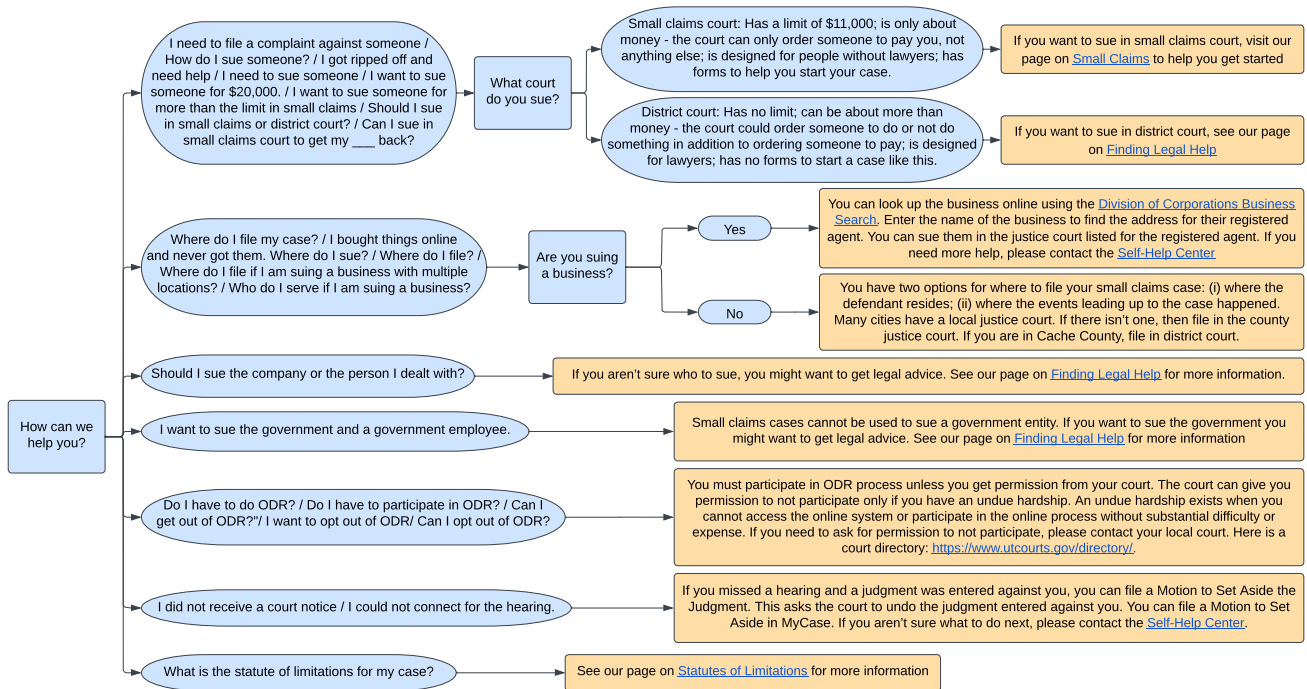 How can we
help you?
I need to file a complaint against someone /
How do I sue someone? / I got ripped off and
need help / I need to sue someone / I want to sue
someone for $20,000. / I want to sue someone for
more than the limit in small claims / Should I sue
in small claims or district court? / Can I sue in
small claims court to get my ___ back?
What court
do you sue?
Small claims court: Has a limit of $11,000; is only about
money - the court can only order someone to pay you, not
anything else; is designed for people without lawyers; has
forms to help you start your case.
If you want to sue in small claims court, visit our
page on Small Claims to help you get started
District court: Has no limit; can be about more than
money - the court could order someone to do or not do
something in addition to ordering someone to pay; is designed
for lawyers; has no forms to start a case like this.
If you want to sue in district court, see our page
on Finding Legal Help
Where do I file my case? / I bought things online
and never got them. Where do I sue? / Where do I file? /
Where do I file if I am suing a business with multiple
locations? / Who do I serve if I am suing a business?
Are you suing
a business?
Yes
You can look up the business online using the Division of Corporations Business
Search. Enter the name of the business to find the address for their registered
agent. You can sue them in the justice court listed for the registered agent. If you
need more help, please contact the Self-Help Center
No
You have two options for where to file your small claims case: (i) where the
defendant resides; (ii) where the events leading up to the case happened.
Many cities have a local justice court. If there isn't one, then file in the county
justice court. If you are in Cache County, file in district court.
Should I sue the company or the person I dealt with?
If you aren't sure who to sue, you might want to get legal advice. See our page on Finding Legal Help for more information.
I want to sue the government and a government employee.
Small claims cases cannot be used to sue a government entity. If you want to sue the government you
might want to get legal advice. See our page on Finding Legal Help for more information
Do I have to do ODR? / Do I have to participate in ODR? / Can I
get out of ODR?"/ I want to opt out of ODR/ Can I opt out of ODR?
You must participate in ODR process unless you get permission from your court. The court can give you
permission to not participate only if you have an undue hardship. An undue hardship exists when you
cannot access the online system or participate in the online process without substantial difficulty or
expense. If you need to ask for permission to not participate, please contact your local court. Here is a
court directory: https://www.utcourts.gov/directory/.
I did not receive a court notice / I could not connect for the hearing.
If you missed a hearing and a judgment was entered against you, you can file a Motion to Set Aside the
Judgment. This asks the court to undo the judgment entered against you. You can file a Motion to Set
Aside in MyCase. If you aren't sure what to do next, please contact the Self-Help Center.
What is the statute of limitations for my case?
See our page on Statutes of Limitations for more information